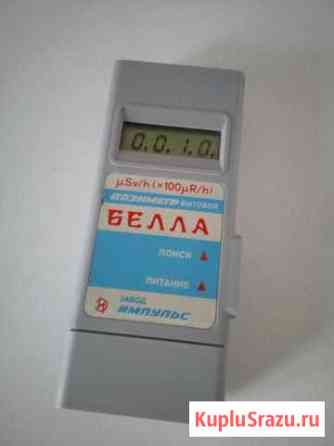 0.0.1.0.
µSv/h (×100µR/h)
ДОЗИМЕТР БЫТОВОЙ
БЕЛЛА
ПОИСК
ПИТАНИЕ
ЗАВОД
ИМПУЛЬС
KupluSrazu.ru